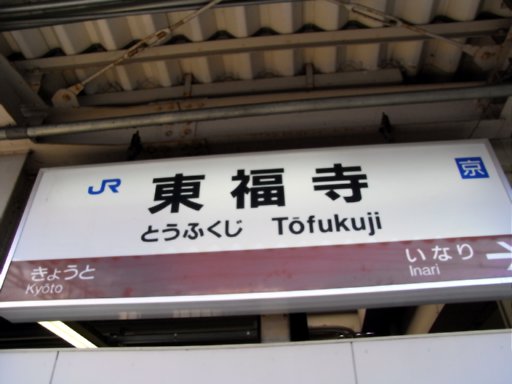 JR 東福寺 京
とうふくじ Tōfukuji
きょうと いなり
Kyōto Inari